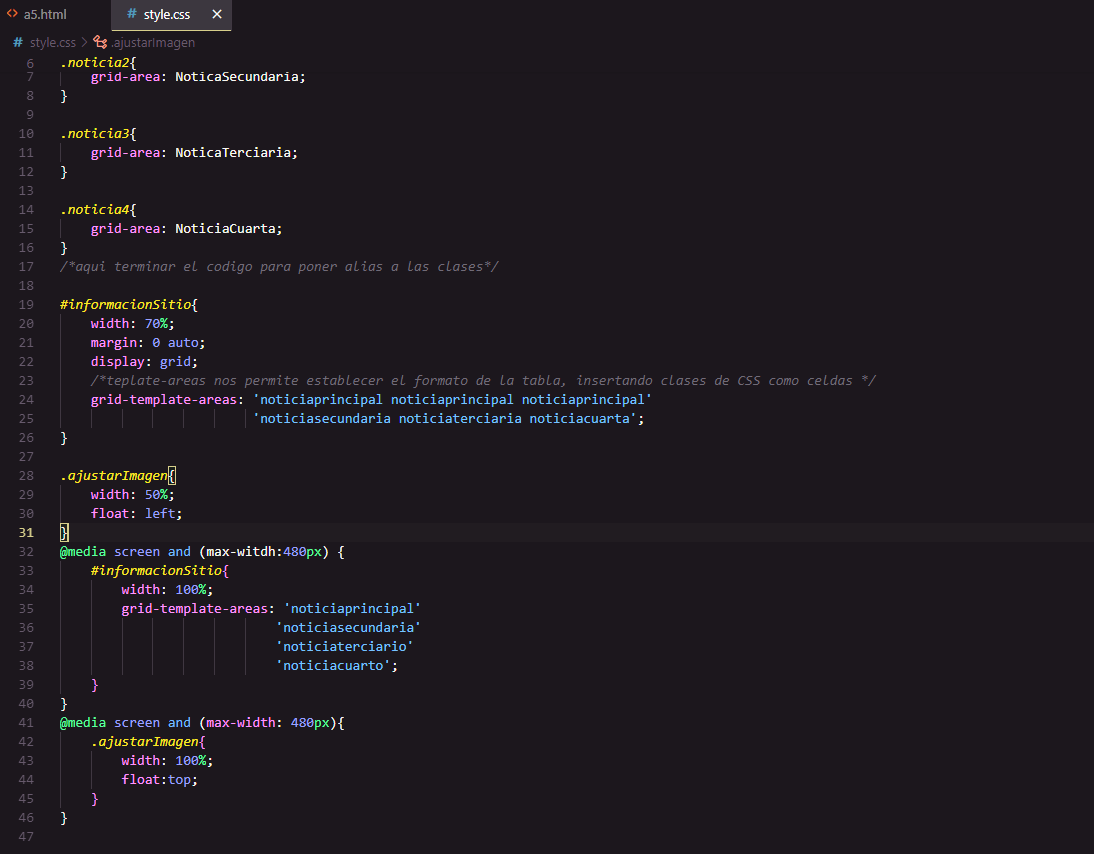 a5.html
# style.css ×
# style.css > .ajustarImagen
6 .noticia2{
7 grid-area: NoticaSecundaria;
8 }
9
10 .noticia3{
11 grid-area: NoticaTerciaria;
12 }
13
14 .noticia4{
15 grid-area: NoticiaCuarta;
16 }
17 /*aqui terminar el codigo para poner alias a las clases*/
18
19 #informacionSitio{
20 width: 70%;
21 margin: 0 auto;
22 display: grid;
23 /*teplate-areas nos permite establecer el formato de la tabla, insertando clases de CSS como celdas */
24 grid-template-areas: 'noticiaprincipal noticiaprincipal noticiaprincipal'
25 'noticiasecundaria noticiaterciaria noticiacuarta';
26 }
27
28 .ajustarImagen{
29 width: 50%;
30 float: left;
31 }
32 @media screen and (max-witdh:480px) {
33 #informacionSitio{
34 width: 100%;
35 grid-template-areas: 'noticiaprincipal'
36 'noticiasecundaria'
37 'noticiaterciario'
38 'noticiacuarto';
39 }
40 }
41 @media screen and (max-width: 480px){
42 .ajustarImagen{
43 width: 100%;
44 float:top;
45 }
46 }
47